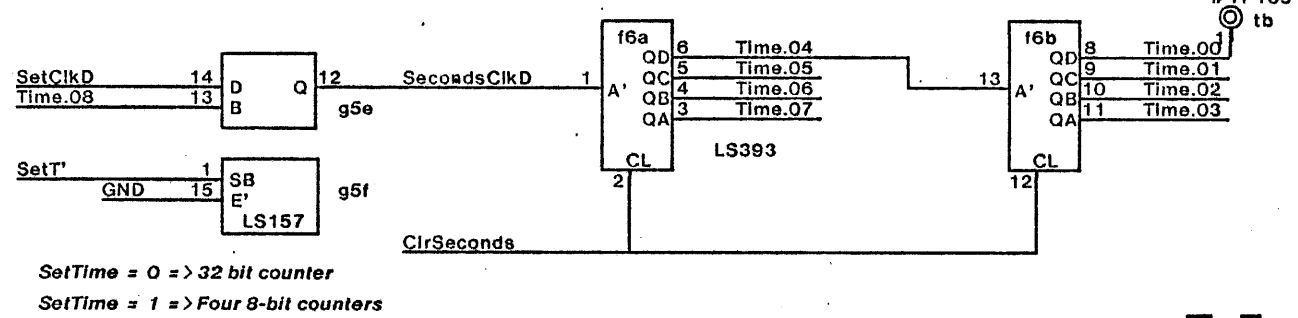 tb
f6a
f6b
1
6 Time.04
QD
8 Time.00
QD
SetClkD 14
D Q
12 SecondsClkD 1
A'
5 Time.05
QC
13
A'
9 Time.01
QC
Time.08 13
B
g5e
4 Time.06
QB
10 Time.02
QB
3 Time.07
QA
11 Time.03
QA
LS393
SetT' 1
SB
CL
CL
GND 15
E'
g5f
2
12
LS157
ClrSeconds
SetTime = 0 => 32 bit counter
SetTime = 1 => Four 8-bit counters